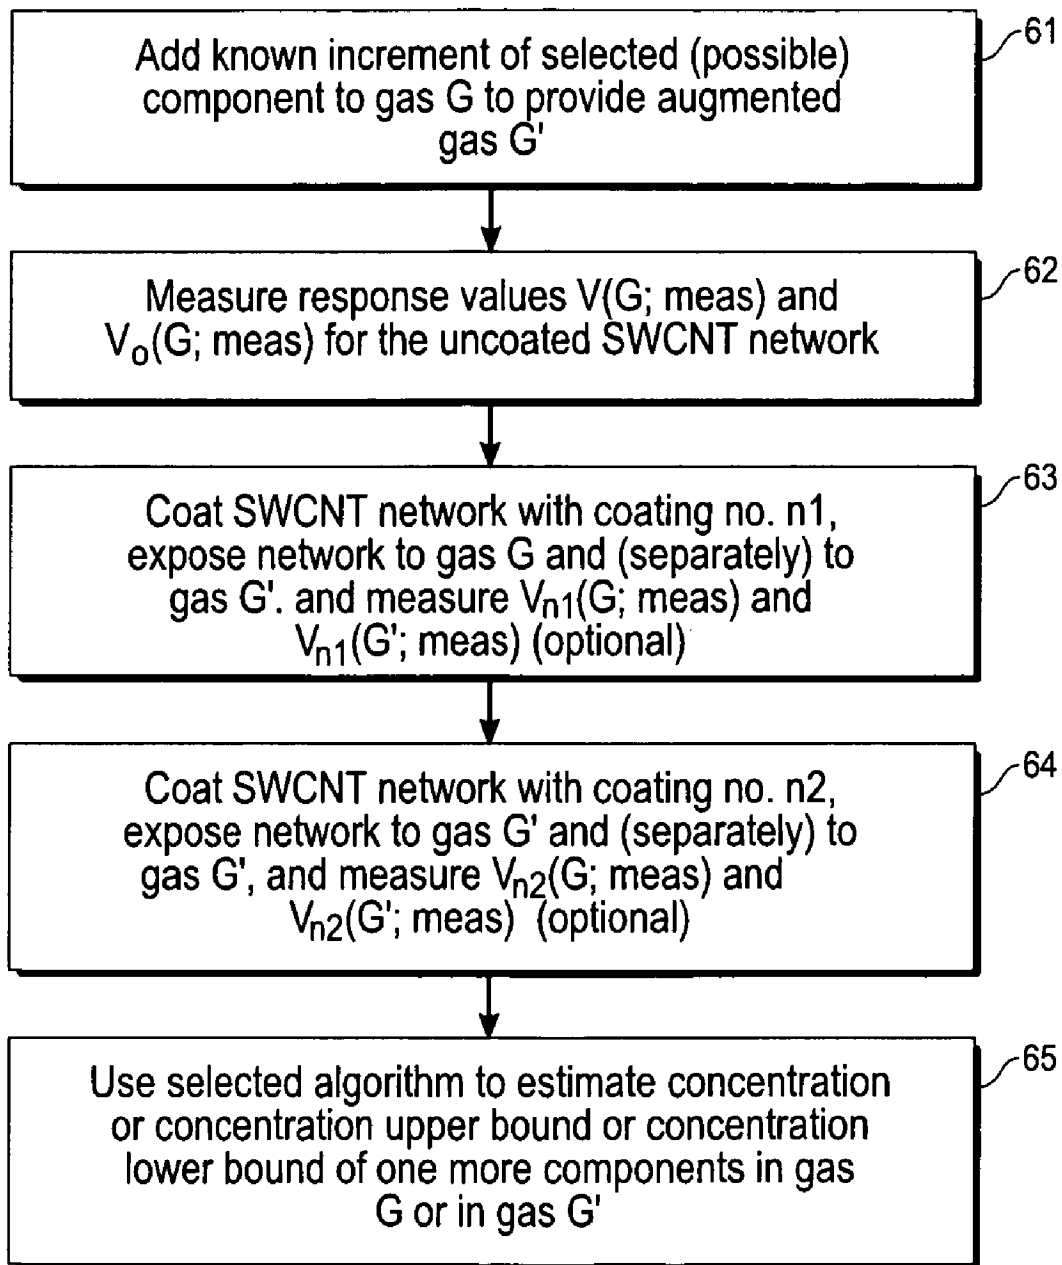 61
Add known increment of selected (possible)
component to gas G to provide augmented
gas G'
62
Measure response values V(G; meas) and
Vo(G; meas) for the uncoated SWCNT network
63
Coat SWCNT network with coating no. n1,
expose network to gas G and (separately) to
gas G'. and measure Vn1(G; meas) and
Vn1(G'; meas) (optional)
64
Coat SWCNT network with coating no. n2,
expose network to gas G' and (separately) to
gas G', and measure Vn2(G; meas) and
Vn2(G'; meas) (optional)
65
Use selected algorithm to estimate concentration
or concentration upper bound or concentration
lower bound of one more components in gas
G or in gas G'